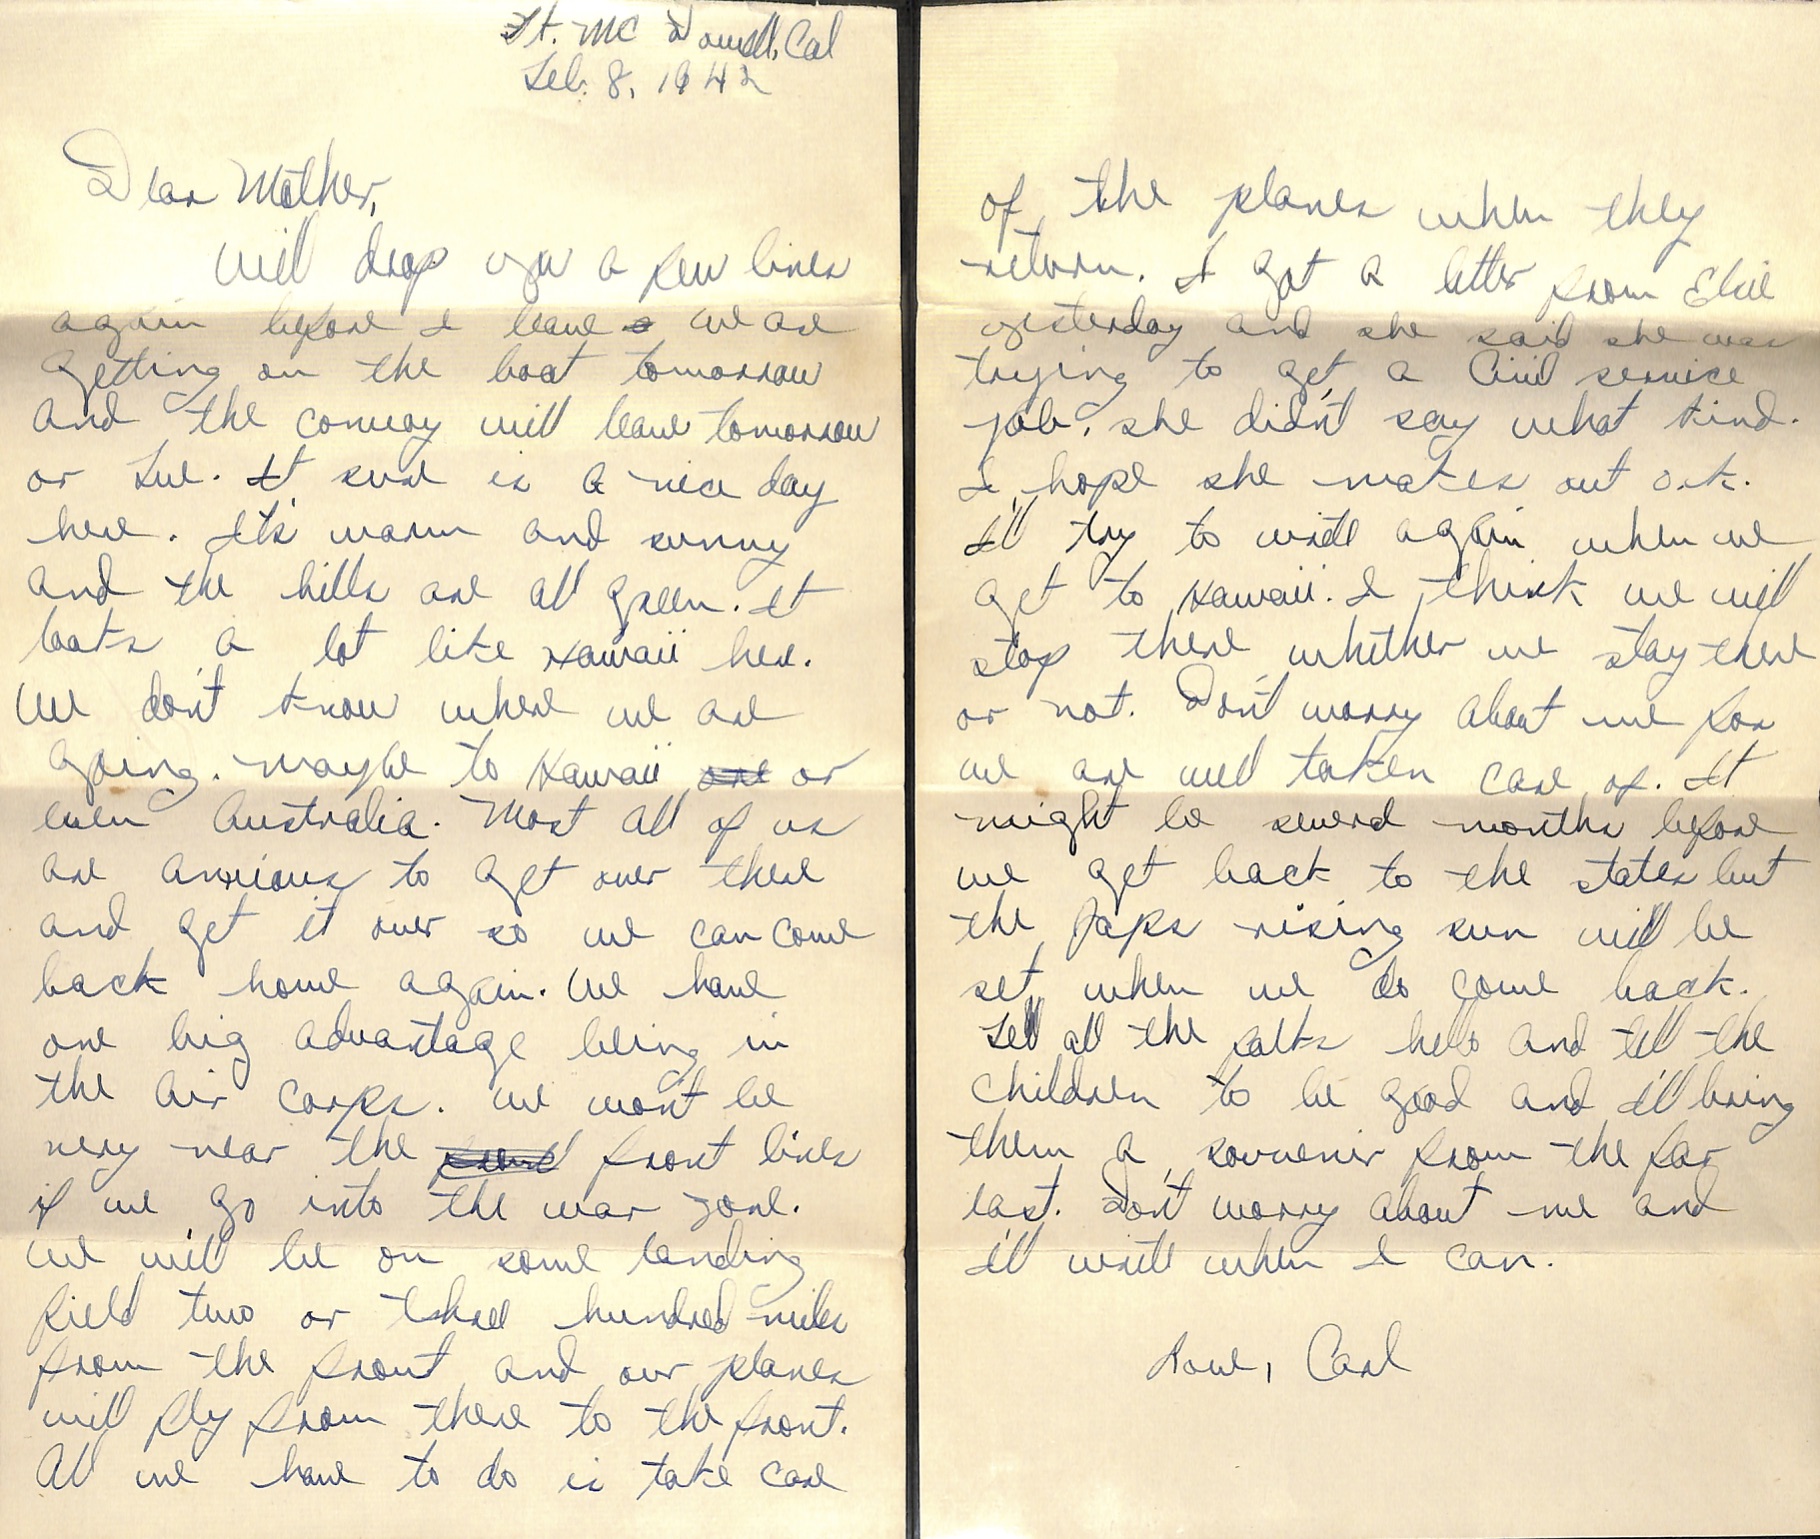 Ft. Mc Dowell, Cal
Feb. 8, 1942
Dear Mother,
Will drop you a few lines
again before I leave. We are
getting on the boat tomorrow
and the convoy will leave tomorrow
or Tue. It sure is a nice day
here. It's warm and sunny
and the hills are all green. It
looks a lot like Hawaii here.
We don't know where we are
going. Maybe to Hawaii or
even Australia. Most all of us
are anxious to get over there
and get it over so we can come
back home again. We have
one big advantage being in
the air corps. We won't be
very near the front lines
if we go into the war zone.
We will be on some landing
field two or three hundred miles
from the front and our planes
will fly from there to the front.
All we have to do is take care
of the planes when they
return. I got a letter from Elsie
yesterday and she said she was
trying to get a Civil service
job. she didn't say what kind.
I hope she makes out o.k.
I'll try to write again when we
get to Hawaii. I think we will
stop there whether we stay there
or not. Don't worry about me for
we are well taken care of. It
might be several months before
we get back to the states but
the Japs rising sun will be
set when we do come back.
Tell all the folks hello and tell the
children to be good and I'll bring
them a souvenir from the far
east. Don't worry about me and
I'll write when I can.
Love, Carl